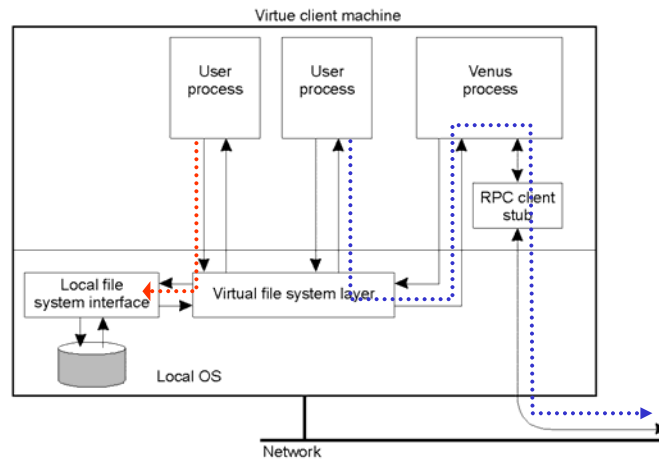 Virtue client machine
User
process
User
process
Venus
process
RPC client
stub
Local file
system interface
Virtual file system layer
Local OS
Network